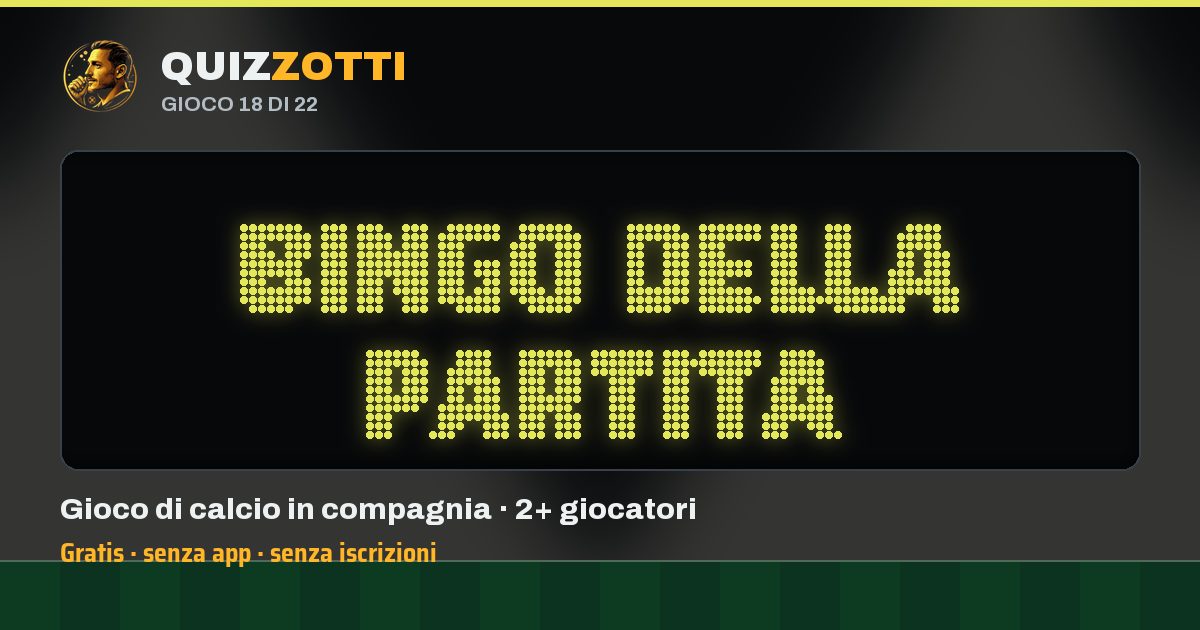 QUIZZOTTI
GIOCO 18 DI 22
BINGO DELLA
PARTITA
Gioco di calcio in compagnia · 2+ giocatori
Gratis · senza app · senza iscrizioni